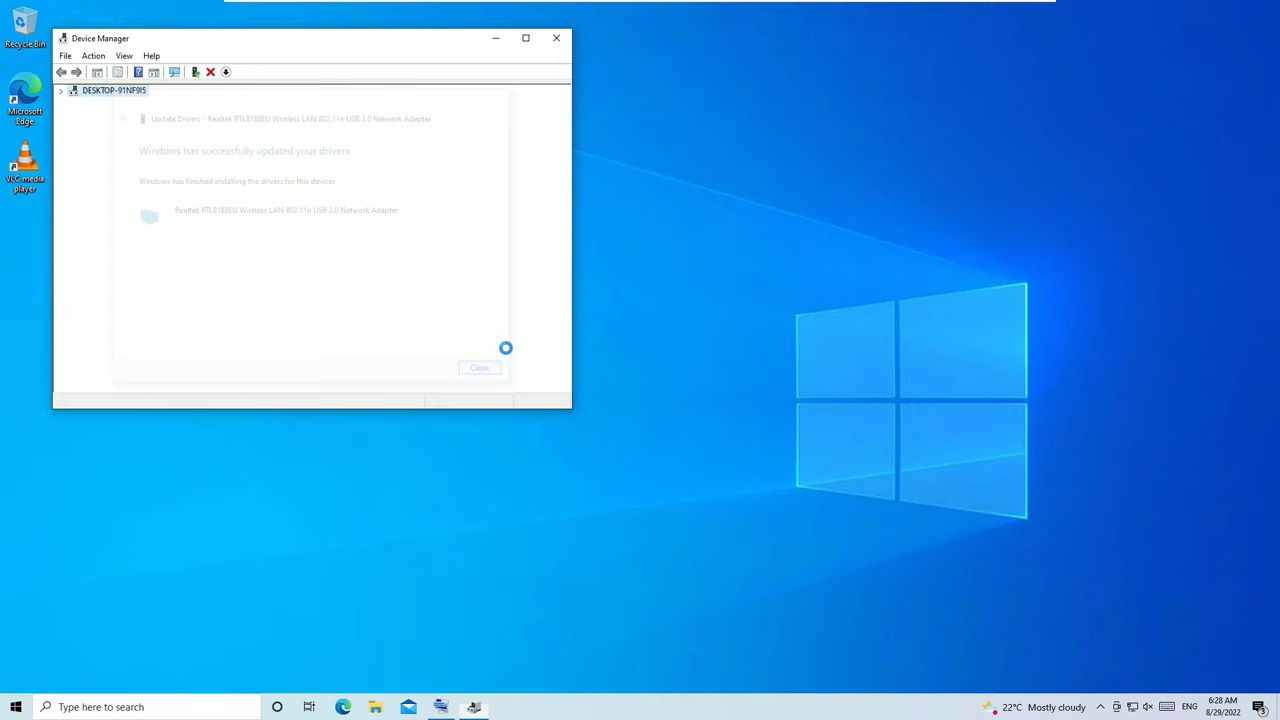 Recycle Bin
Microsoft
Edge
VLC media
player
Device Manager
File Action View Help
DESKTOP-91NF9I5
Update Drivers - Realtek RTL8188EU Wireless LAN 802.11n USB 2.0 Network Adapter
Windows has successfully updated your drivers
Windows has finished installing the drivers for this device:
Realtek RTL8188EU Wireless LAN 802.11n USB 2.0 Network Adapter
Close
Type here to search
22°C Mostly cloudy
ENG
6:28 AM
8/29/2022